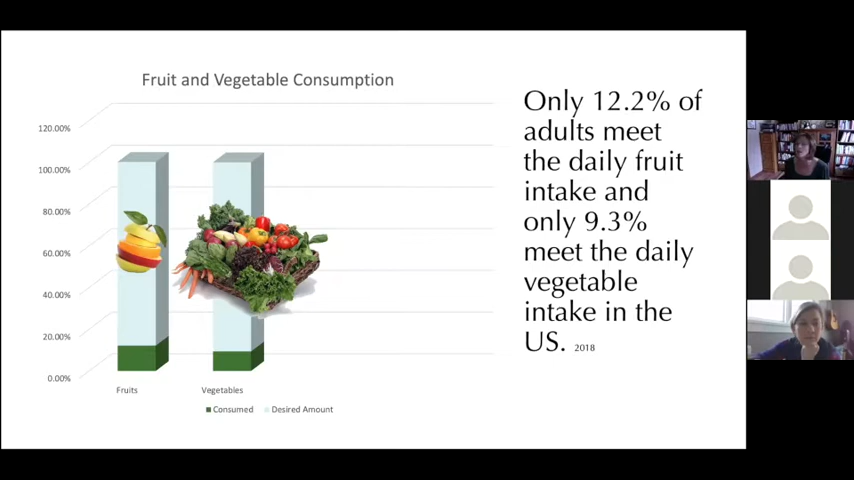 Fruit and Vegetable Consumption
120.00%
100.00%
80.00%
60.00%
40.00%
20.00%
0.00%
Fruits
Vegetables
Consumed
Desired Amount
Only 12.2% of
adults meet
the daily fruit
intake and
only 9.3%
meet the daily
vegetable
intake in the
US. 2018